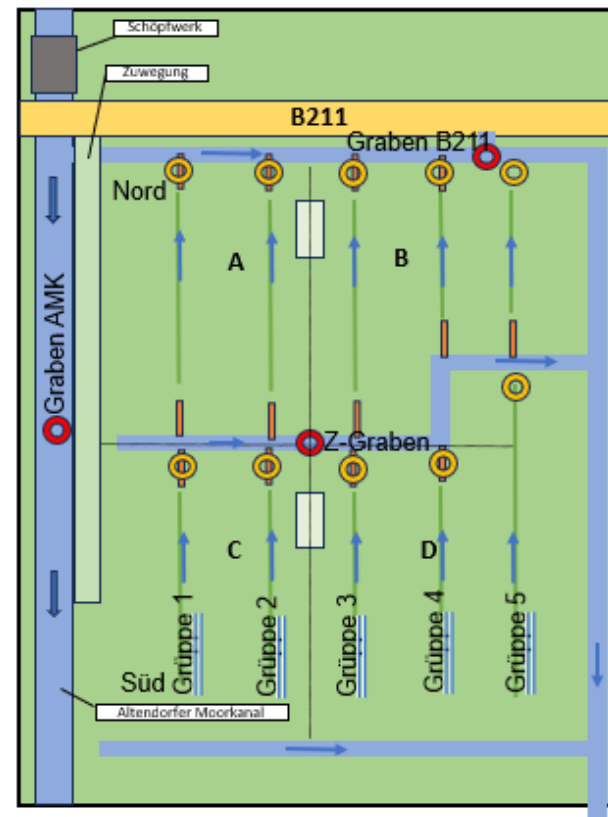 Schöpfwerk
Zuwegung
B211
Graben B211
Nord
A
B
Graben AMK
Z-Graben
C
D
Grüppe 1
Grüppe 2
Grüppe 3
Grüppe 4
Grüppe 5
Süd
Altendorfer Moorkanal